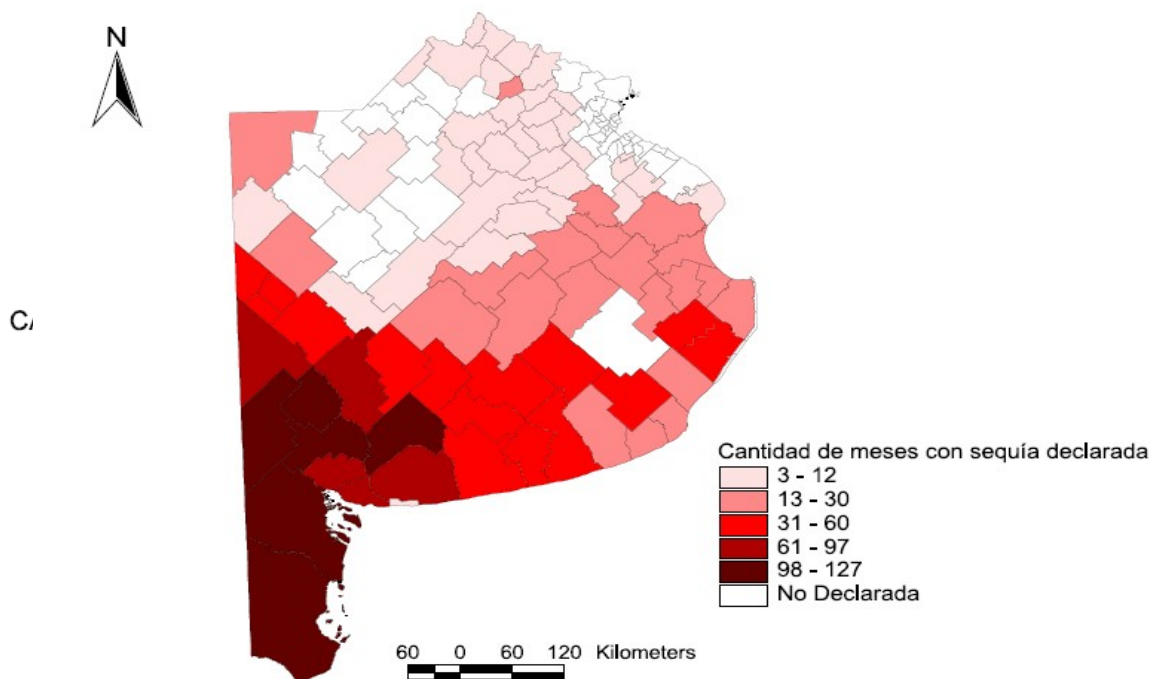 N
C
Cantidad de meses con sequía declarada
3 - 12
13 - 30
31 - 60
61 - 97
98 - 127
No Declarada
60 0 60 120 Kilometers